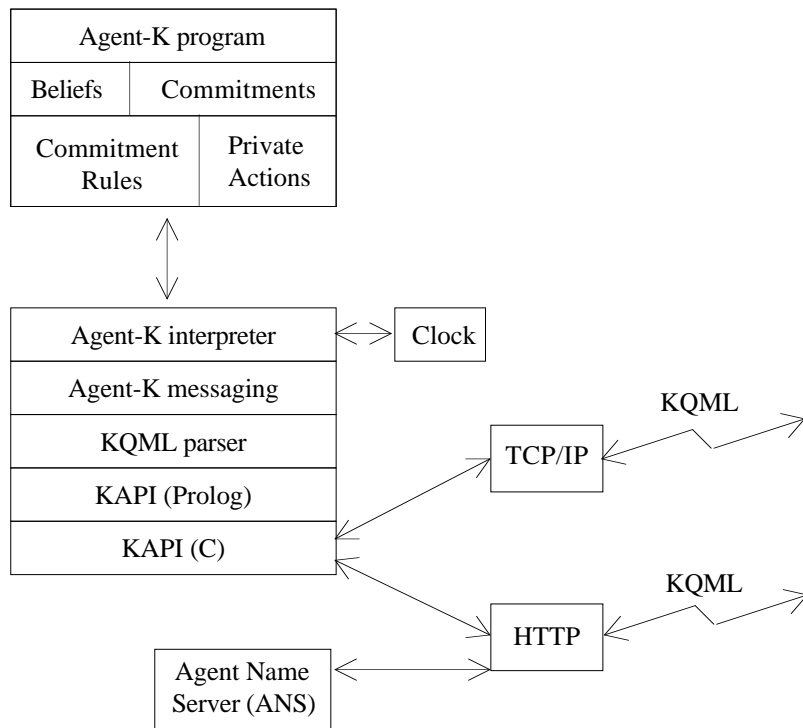 Agent-K program
Beliefs
Commitments
Commitment
Rules
Private
Actions
Agent-K interpreter
Clock
Agent-K messaging
KQML parser
KAPI (Prolog)
KAPI (C)
TCP/IP
KQML
HTTP
KQML
Agent Name
Server (ANS)